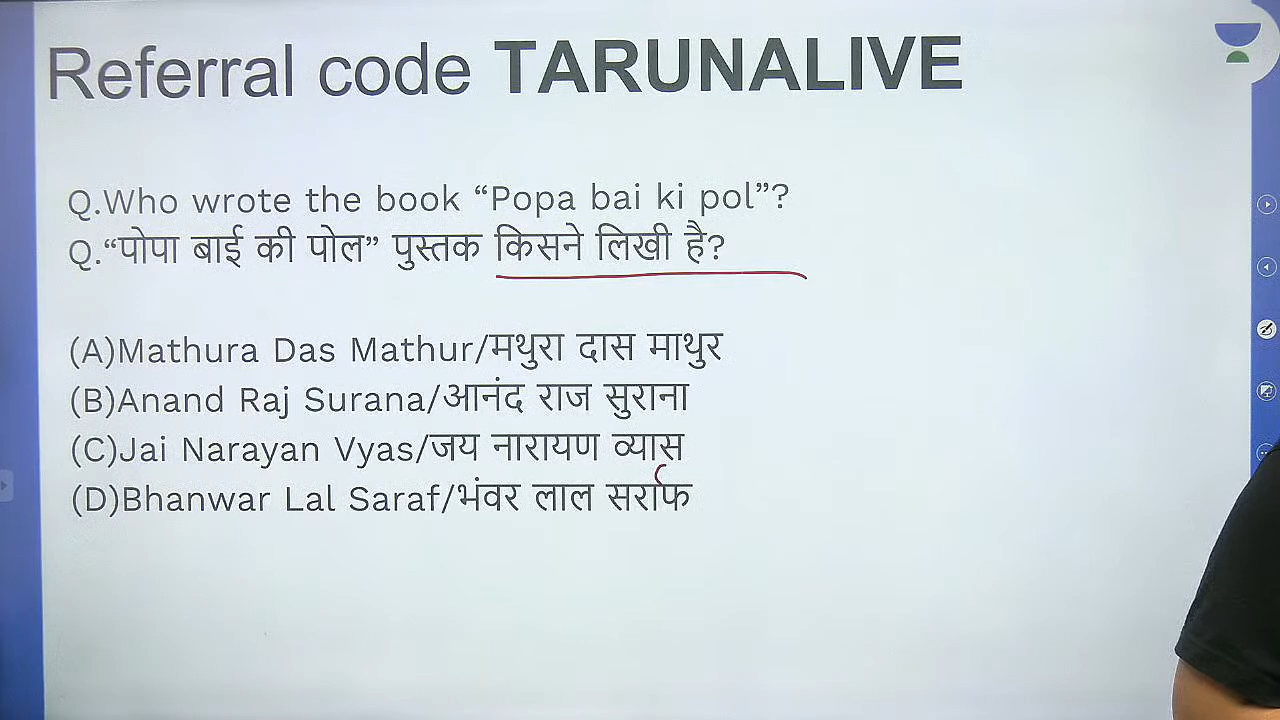 Referral code TARUNALIVE
Q.Who wrote the book “Popa bai ki pol”?
Q.“पोपा बाई की पोल” पुस्तक किसने लिखी है?
(A)Mathura Das Mathur/मथुरा दास माथुर
(B)Anand Raj Surana/आनंद राज सुराना
(C)Jai Narayan Vyas/जय नारायण व्यास
(D)Bhanwar Lal Saraf/भंवर लाल सर्राफ